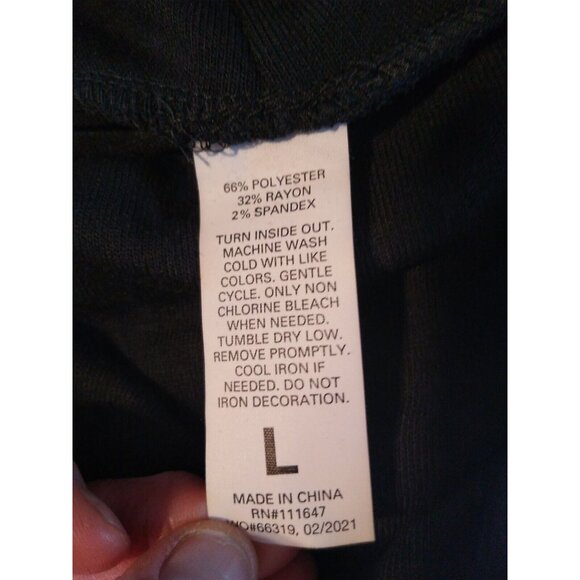 66% POLYESTER
32% RAYON
2% SPANDEX
TURN INSIDE OUT.
MACHINE WASH
COLD WITH LIKE
COLORS. GENTLE
CYCLE. ONLY NON
CHLORINE BLEACH
WHEN NEEDED.
TUMBLE DRY LOW.
REMOVE PROMPTLY.
COOL IRON IF
NEEDED. DO NOT
IRON DECORATION.
L
MADE IN CHINA
RN#111647
WO#66319, 02/2021